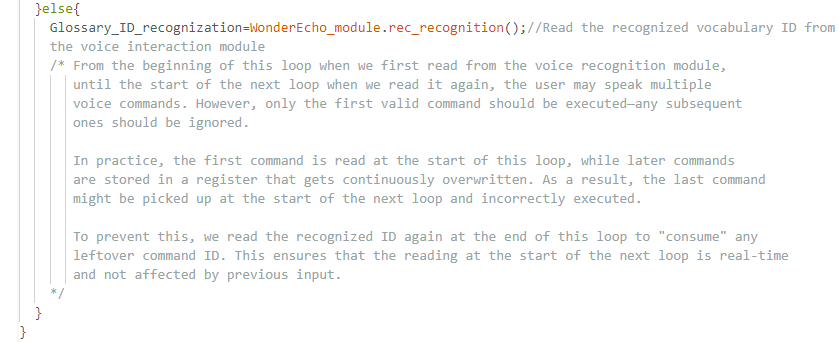 }else{
Glossary_ID_recognization=WonderEcho_module.rec_recognition();//Read the recognized vocabulary ID from
the voice interaction module
/* From the beginning of this loop when we first read from the voice recognition module,
until the start of the next loop when we read it again, the user may speak multiple
voice commands. However, only the first valid command should be executed—any subsequent
ones should be ignored.
In practice, the first command is read at the start of this loop, while later commands
are stored in a register that gets continuously overwritten. As a result, the last command
might be picked up at the start of the next loop and incorrectly executed.
To prevent this, we read the recognized ID again at the end of this loop to "consume" any
leftover command ID. This ensures that the reading at the start of the next loop is real-time
and not affected by previous input.
*/
}
}